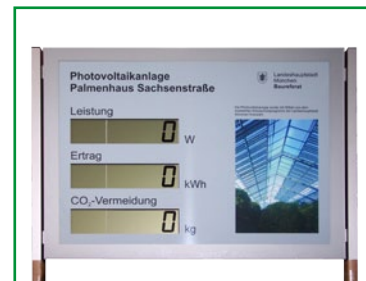 Photovoltaikanlage
Palmenhaus Sachsenstraße
Landeshauptstadt
München
Baureferat
Leistung
0 W
Ertrag
0 kWh
CO₂-Vermeidung
0 kg